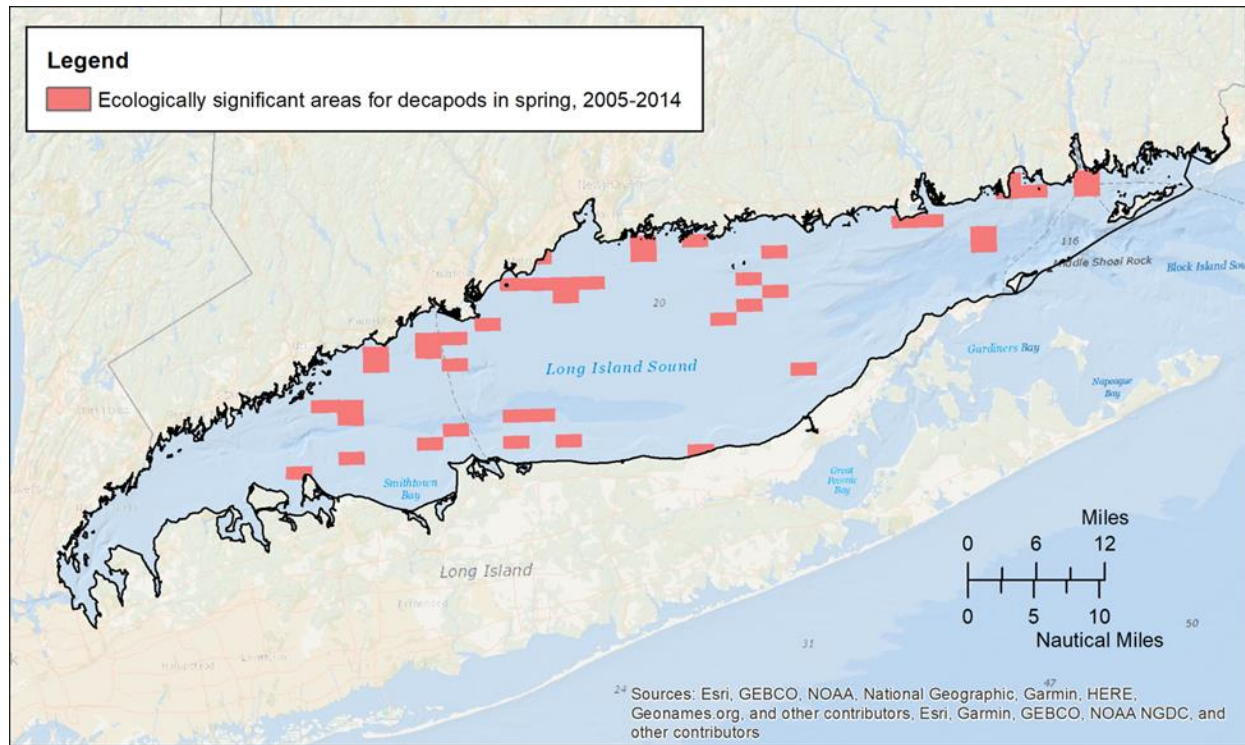 Legend
Ecologically significant areas for decapods in spring, 2005-2014
116
Middle Shoal Rock
Block Island Sou
20
Long Island Sound
Gardiners Bay
Napeague
Bay
Great
Peconic
Bay
Smithtown
Bay
Long Island
Miles
0 6 12
0 5 10
Nautical Miles
50
31
47
24
Sources: Esri, GEBCO, NOAA, National Geographic, Garmin, HERE,
Geonames.org, and other contributors, Esri, Garmin, GEBCO, NOAA NGDC, and
other contributors